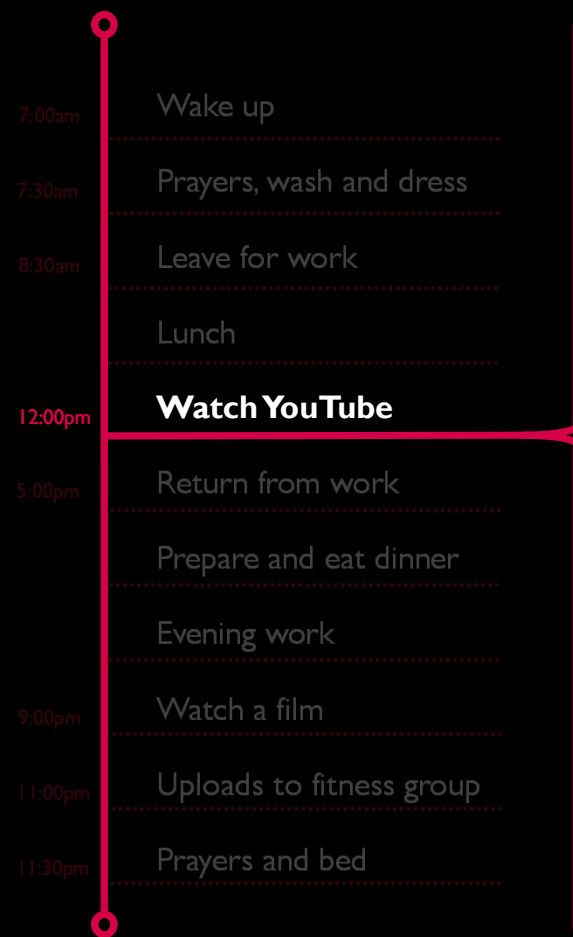 7:00am Wake up
7:30am Prayers, wash and dress
8:30am Leave for work
Lunch
12:00pm Watch YouTube
5:00pm Return from work
Prepare and eat dinner
Evening work
9:00pm Watch a film
11:00pm Uploads to fitness group
11:30pm Prayers and bed